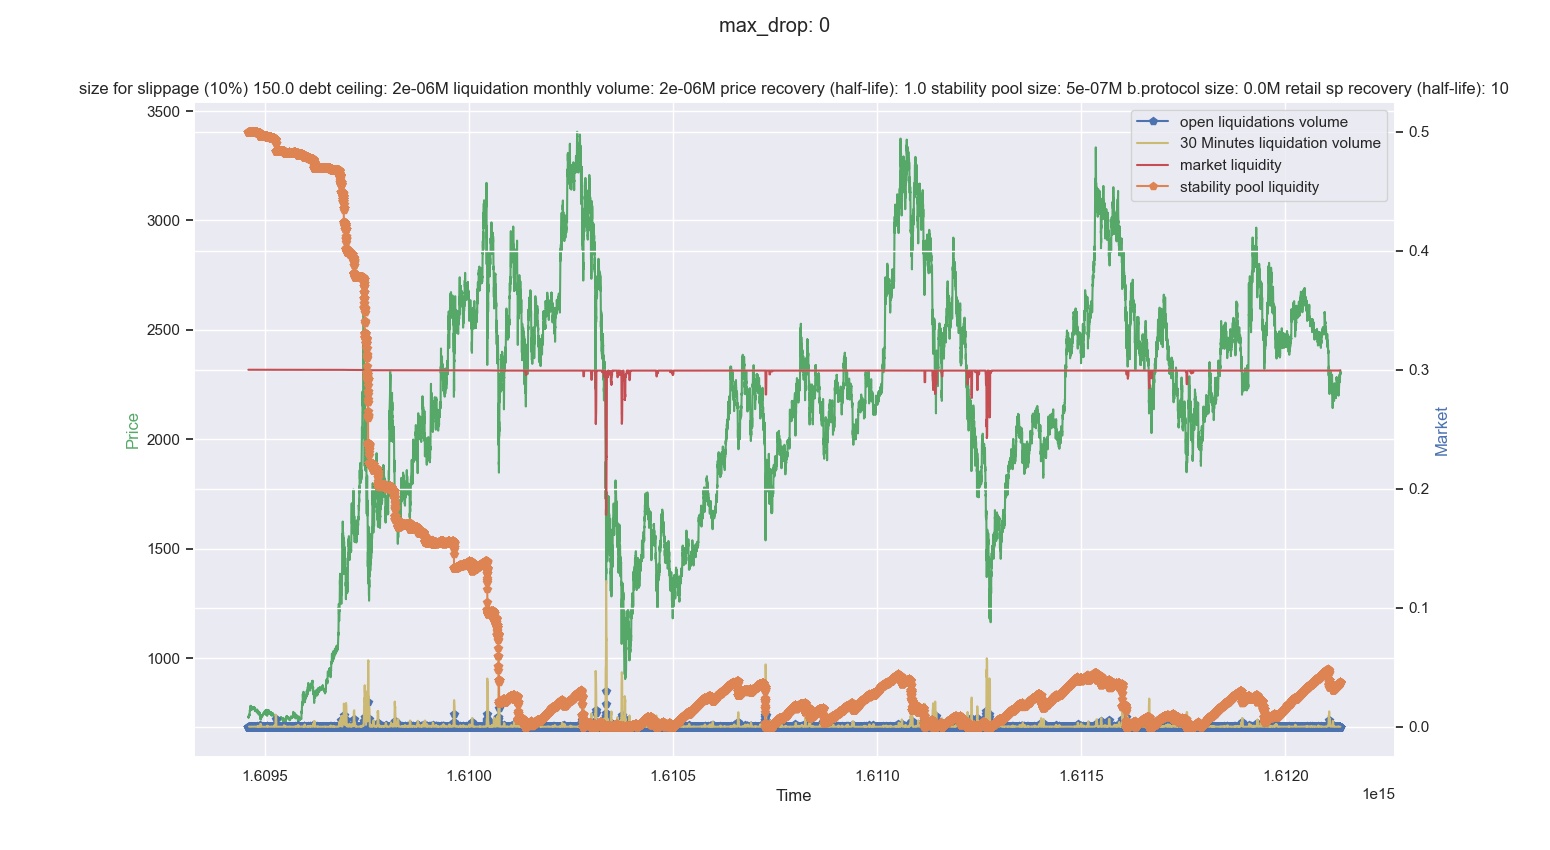 max_drop: 0
size for slippage (10%) 150.0 debt ceiling: 2e-06M liquidation monthly volume: 2e-06M price recovery (half-life): 1.0 stability pool size: 5e-07M b.protocol size: 0.0M retail sp recovery (half-life): 10
open liquidations volume
30 Minutes liquidation volume
market liquidity
stability pool liquidity
3500
3000
2500
2000
1500
1000
Price
0.5
0.4
0.3
0.2
0.1
0.0
Market
1.6095 1.6100 1.6105 1.6110 1.6115 1.6120
1e15
Time